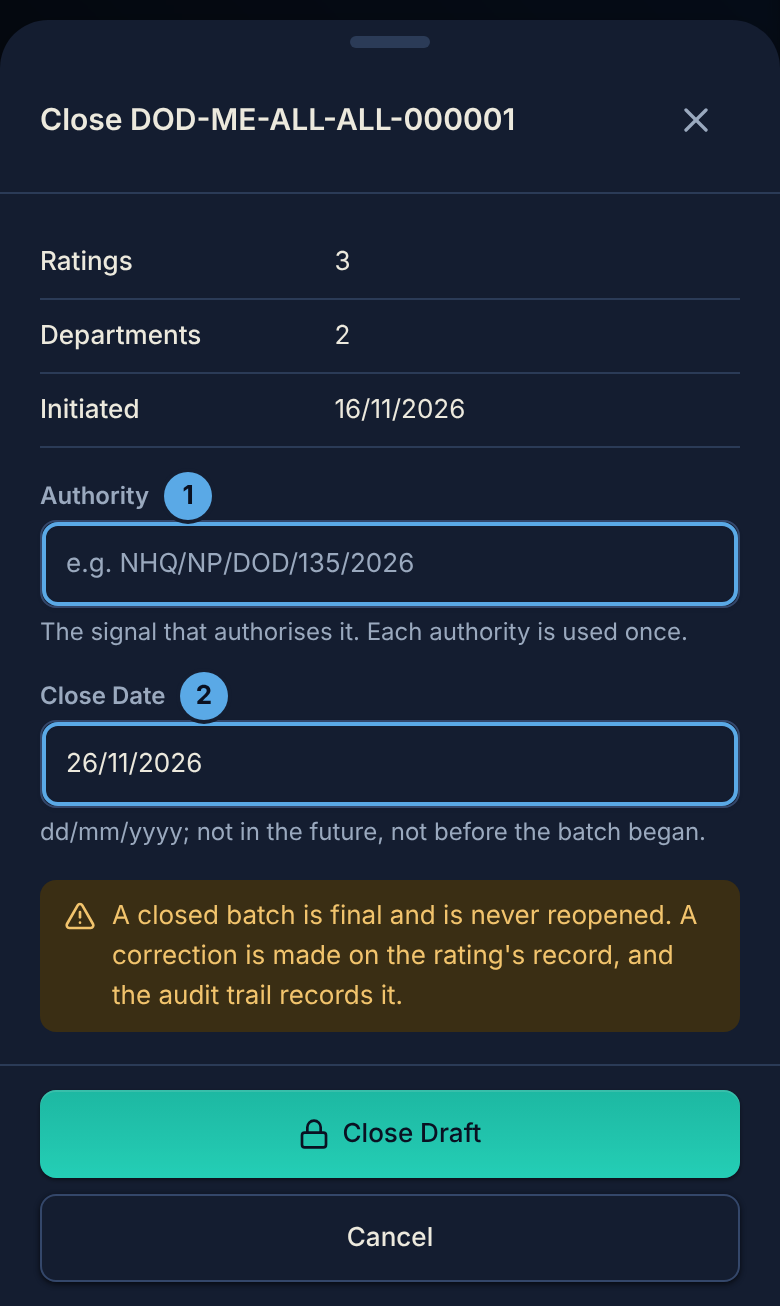 Close DOD-ME-ALL-ALL-000001
Ratings 3
Departments 2
Initiated 16/11/2026
Authority 1
e.g. NHQ/NP/DOD/135/2026
The signal that authorises it. Each authority is used once.
Close Date 2
26/11/2026
dd/mm/yyyy; not in the future, not before the batch began.
A closed batch is final and is never reopened. A
correction is made on the rating's record, and
the audit trail records it.
Close Draft
Cancel